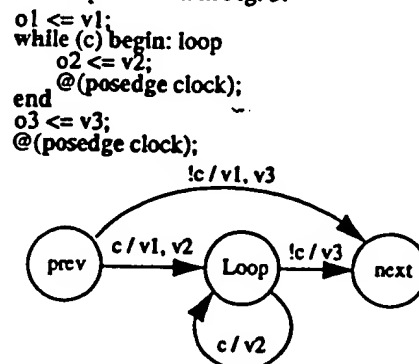 o1 <= v1;
while (c) begin: loop
o2 <= v2;
@(posedge clock);
end
o3 <= v3;
@(posedge clock);
!c / v1, v3
prev
c / v1, v2
Loop
!c / v3
next
c / v2